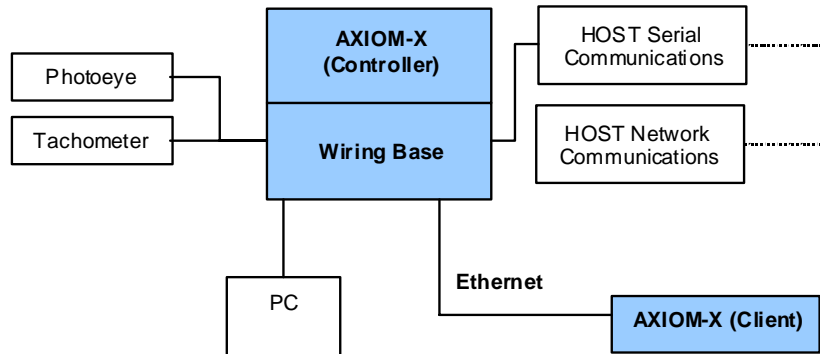 AXIOM-X
(Controller)
HOST Serial
Communications
Photoeye
Tachometer
Wiring Base
HOST Network
Communications
Ethernet
PC
AXIOM-X (Client)